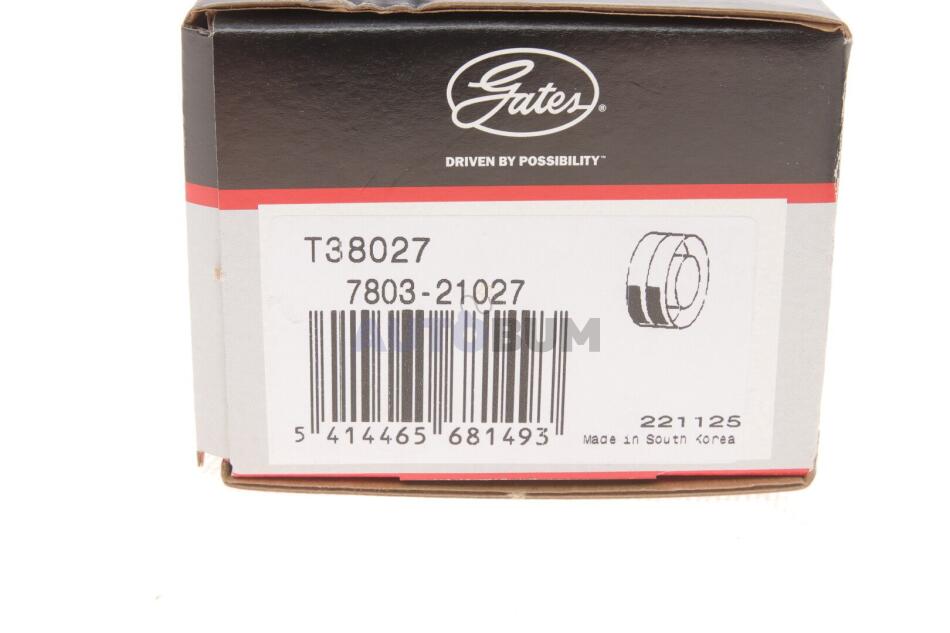 Gates®
DRIVEN BY POSSIBILITY™
T38027
7803-21027
AUTOBUM
5 414465 681493
221125
Made in South Korea